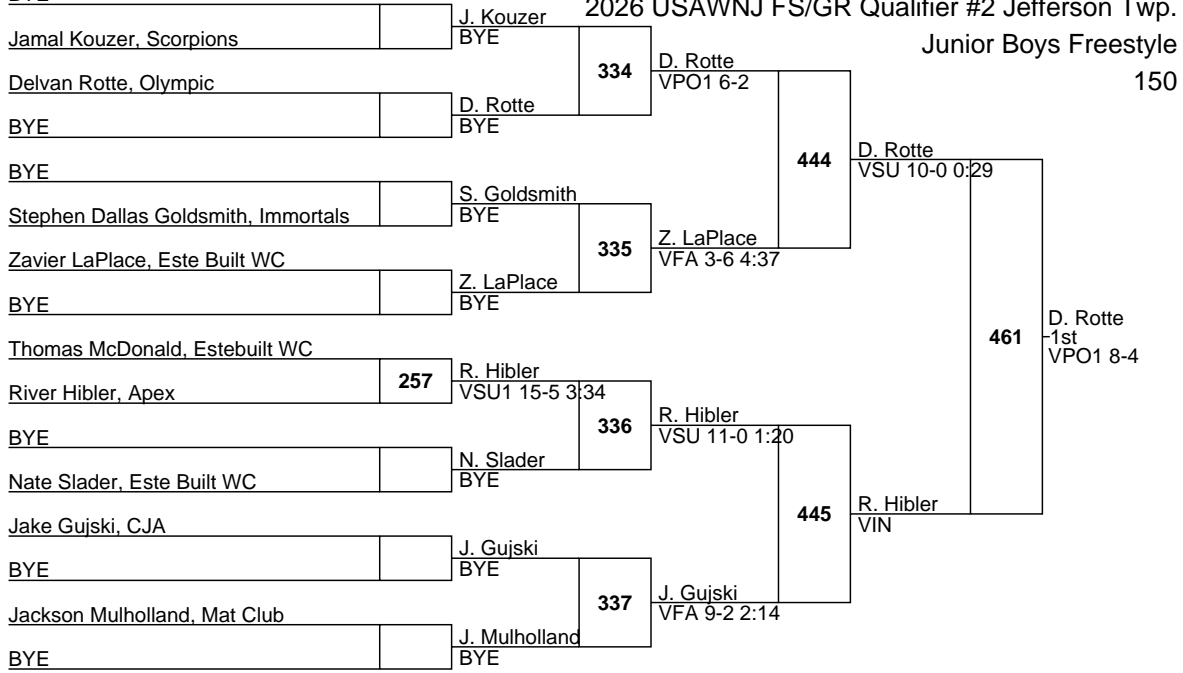 BYE
2026 USAWNJ FS/GR Qualifier #2 Jefferson Twp.
Junior Boys Freestyle
150
Jamal Kouzer, Scorpions
J. Kouzer
BYE
334
Delvan Rotte, Olympic
BYE
D. Rotte
BYE
D. Rotte
VPO1 6-2
444
BYE
Stephen Dallas Goldsmith, Immortals
S. Goldsmith
BYE
335
Zavier LaPlace, Este Built WC
BYE
Z. LaPlace
BYE
Z. LaPlace
VFA 3-6 4:37
D. Rotte
VSU 10-0 0:29
461
Thomas McDonald, Estebuilt WC
257
River Hibler, Apex
R. Hibler
VSU1 15-5 3:34
336
BYE
Nate Slader, Este Built WC
N. Slader
BYE
R. Hibler
VSU 11-0 1:20
445
Jake Gujski, CJA
BYE
J. Gujski
BYE
337
Jackson Mulholland, Mat Club
BYE
J. Mulholland
BYE
J. Gujski
VFA 9-2 2:14
R. Hibler
VIN
D. Rotte
1st
VPO1 8-4